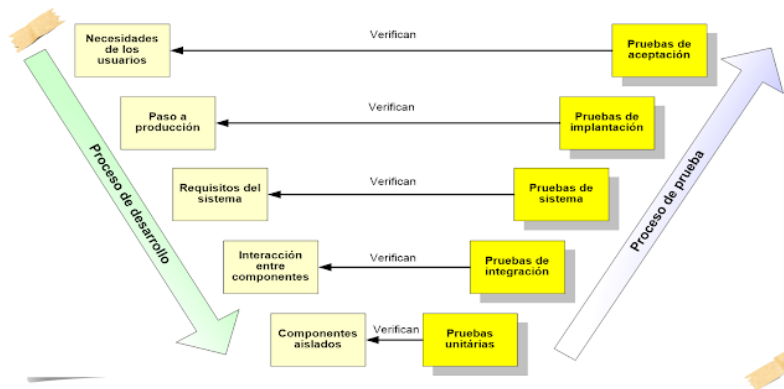 Necesidades
de los
usuarios
Verifican
Pruebas de
aceptación
Paso a
producción
Verifican
Pruebas de
implantación
Requisitos del
sistema
Verifican
Pruebas de
sistema
Interacción
entre
componentes
Verifican
Pruebas de
integración
Componentes
aislados
Verifican
Pruebas
unitárias
Proceso de desarrollo
Proceso de prueba